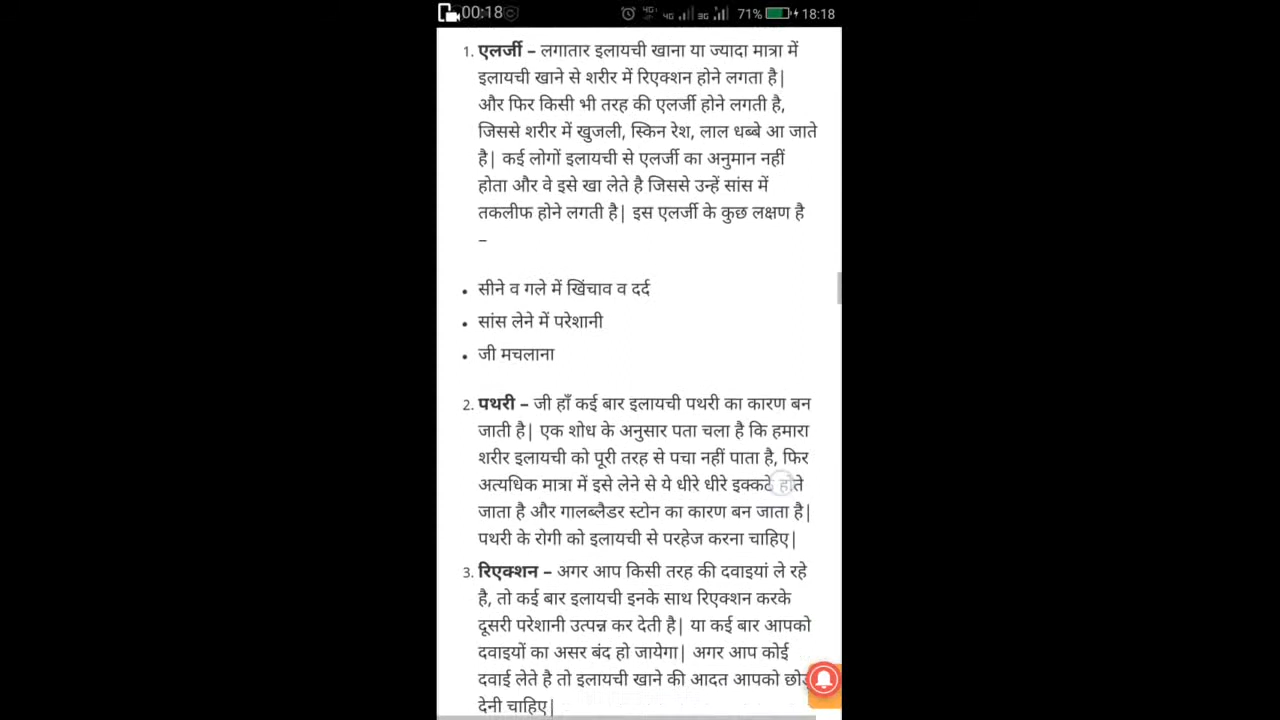 00:18 4G 4G 3G 71% 18:18
1. एलर्जी – लगातार इलायची खाना या ज्यादा मात्रा में
इलायची खाने से शरीर में रिएक्शन होने लगता है|
और फिर किसी भी तरह की एलर्जी होने लगती है,
जिससे शरीर में खुजली, स्किन रेश, लाल धब्बे आ जाते
है| कई लोगों इलायची से एलर्जी का अनुमान नहीं
होता और वे इसे खा लेते है जिससे उन्हें सांस में
तकलीफ होने लगती है| इस एलर्जी के कुछ लक्षण है
–
• सीने व गले में खिंचाव व दर्द
• सांस लेने में परेशानी
• जी मचलाना
2. पथरी – जी हाँ कई बार इलायची पथरी का कारण बन
जाती है| एक शोध के अनुसार पता चला है कि हमारा
शरीर इलायची को पूरी तरह से पचा नहीं पाता है, फिर
अत्यधिक मात्रा में इसे लेने से ये धीरे धीरे इक्कठे होते
जाता है और गालब्लैडर स्टोन का कारण बन जाता है|
पथरी के रोगी को इलायची से परहेज करना चाहिए|
3. रिएक्शन – अगर आप किसी तरह की दवाइयां ले रहे
है, तो कई बार इलायची इनके साथ रिएक्शन करके
दूसरी परेशानी उत्पन्न कर देती है| या कई बार आपको
दवाइयों का असर बंद हो जायेगा| अगर आप कोई
दवाई लेते है तो इलायची खाने की आदत आपको छोड़
देनी चाहिए|